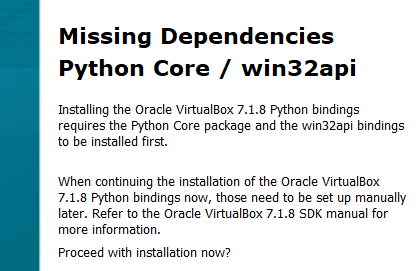 Missing Dependencies
Python Core / win32api
Installing the Oracle VirtualBox 7.1.8 Python bindings
requires the Python Core package and the win32api bindings
to be installed first.
When continuing the installation of the Oracle VirtualBox
7.1.8 Python bindings now, those need to be set up manually
later. Refer to the Oracle VirtualBox 7.1.8 SDK manual for
more information.
Proceed with installation now?